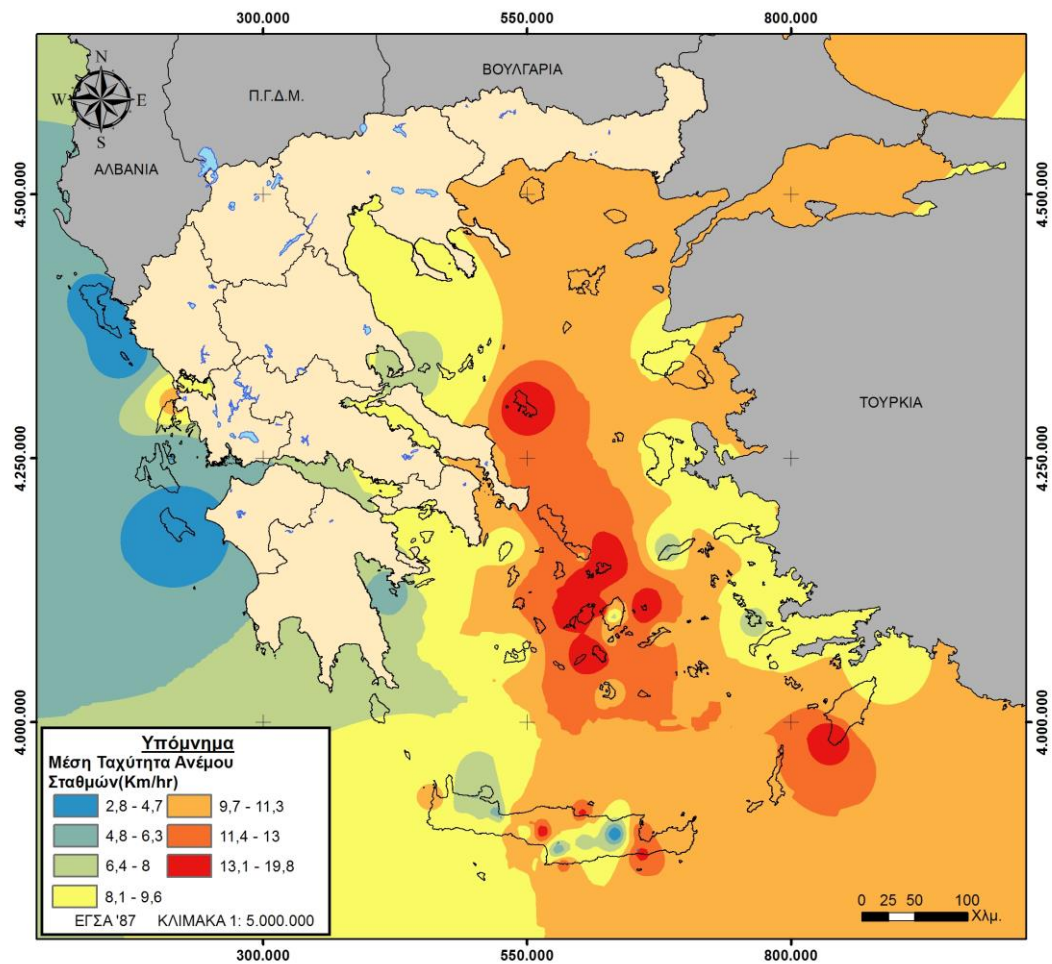 300.000
550.000
800.000
N
W E
S
Π.Γ.Δ.Μ.
ΒΟΥΛΓΑΡΙΑ
ΑΛΒΑΝΙΑ
ΤΟΥΡΚΙΑ
4.500.000
4.500.000
4.250.000
4.250.000
4.000.000
4.000.000
Υπόμνημα
Μέση Ταχύτητα Ανέμου
Σταθμών(Km/hr)
2,8 - 4,7
4,8 - 6,3
6,4 - 8
8,1 - 9,6
9,7 - 11,3
11,4 - 13
13,1 - 19,8
ΕΓΣΑ '87 ΚΛΙΜΑΚΑ 1: 5.000.000
0 25 50 100
Χλμ.
300.000
550.000
800.000